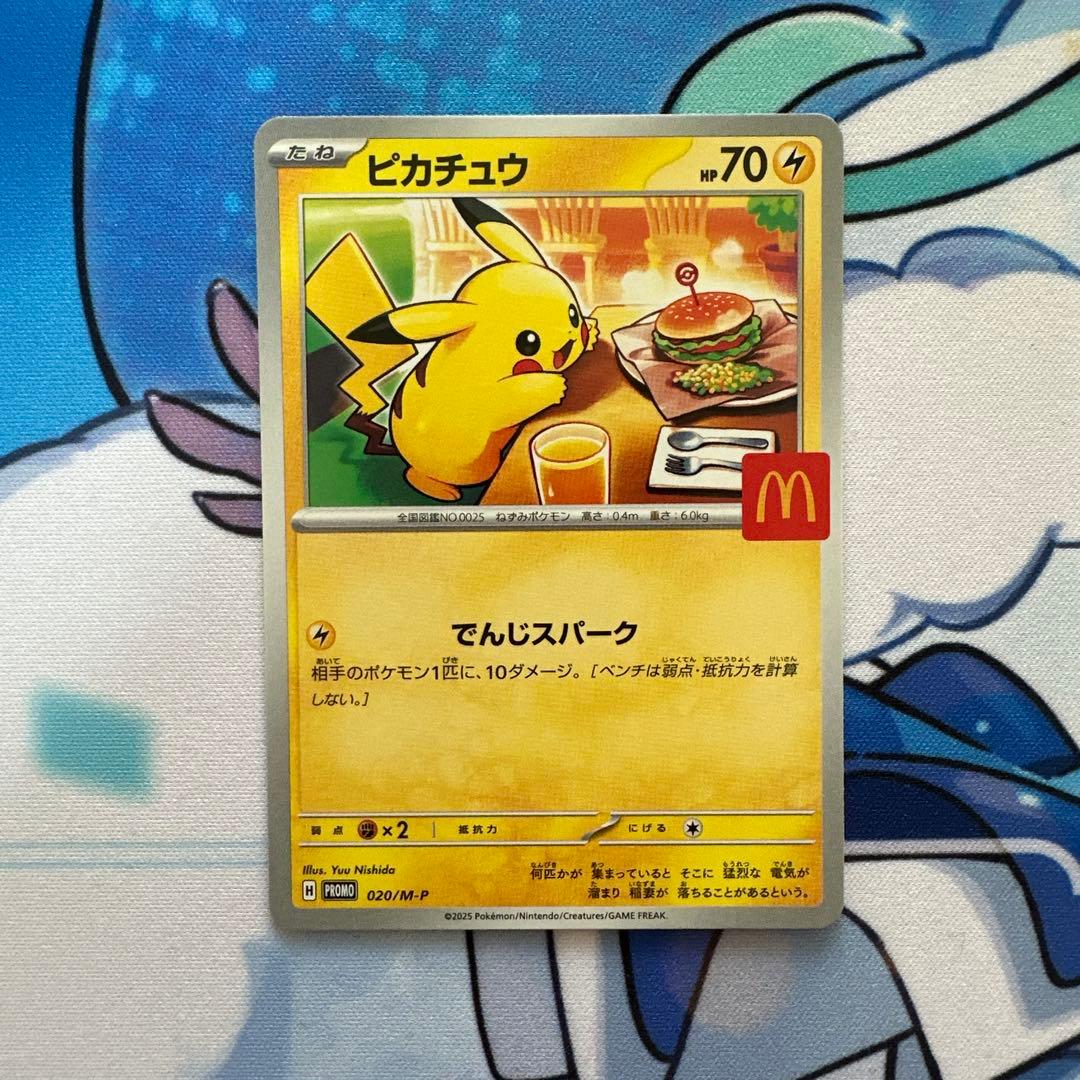 たね ピカチュウ HP70
M
全国図鑑NO.0025 ねずみポケモン 高さ:0.4m 重さ:6.0kg
でんじスパーク
相手のポケモン1匹に、10ダメージ。[ベンチは弱点・抵抗力を計算
しない。]
弱点 ×2 抵抗力 にげる
Illus. Yuu Nishida
何匹かが 集まっていると そこに 猛烈な 電気が
溜まり 稲妻が 落ちることがあるという。
H PROMO 020/M-P
©2025 Pokémon/Nintendo/Creatures/GAME FREAK.